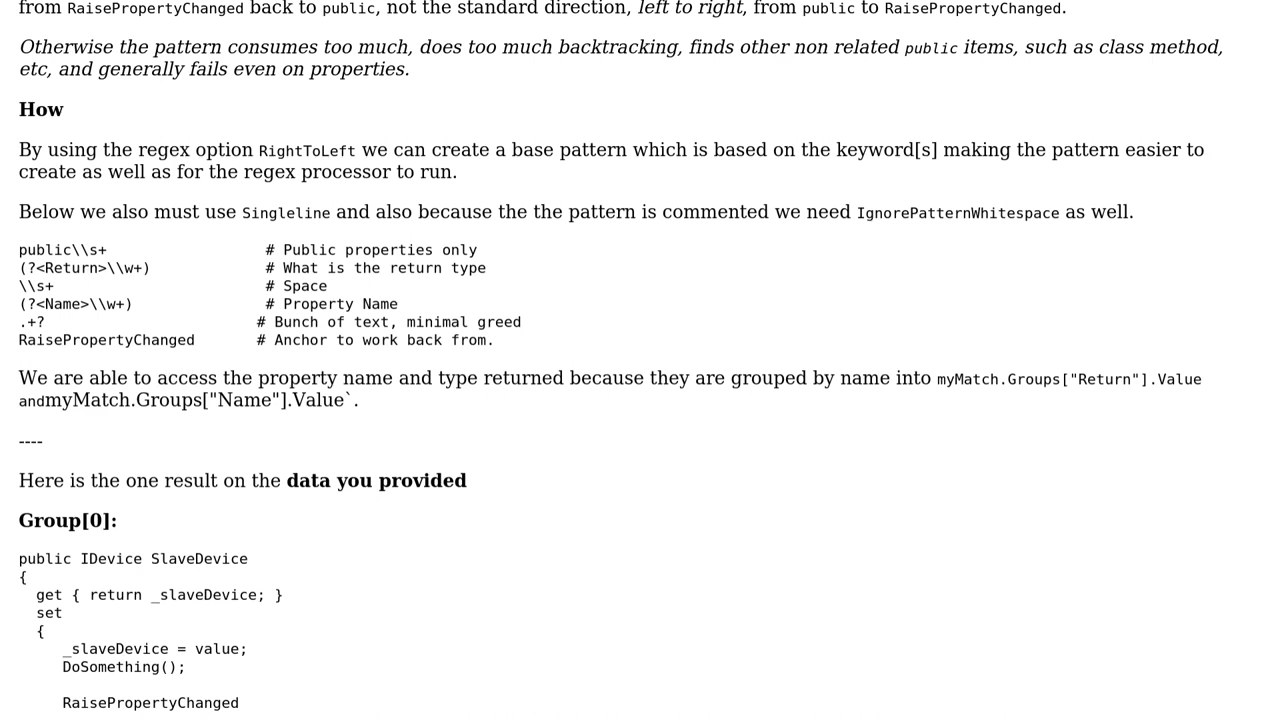 from RaisePropertyChanged back to public, not the standard direction, left to right, from public to RaisePropertyChanged.
Otherwise the pattern consumes too much, does too much backtracking, finds other non related public items, such as class method,
etc, and generally fails even on properties.
How
By using the regex option RightToLeft we can create a base pattern which is based on the keyword[s] making the pattern easier to
create as well as for the regex processor to run.
Below we also must use Singleline and also because the the pattern is commented we need IgnorePatternWhitespace as well.
public\\s+                  # Public properties only
(?<Return>\\w+)             # What is the return type
\\s+                        # Space
(?<Name>\\w+)               # Property Name
.+?                        # Bunch of text, minimal greed
RaisePropertyChanged       # Anchor to work back from.
We are able to access the property name and type returned because they are grouped by name into myMatch.Groups["Return"].Value
andmyMatch.Groups["Name"].Value`.
----
Here is the one result on the data you provided
Group[0]:
public IDevice SlaveDevice
{
  get { return _slaveDevice; }
  set
  {
     _slaveDevice = value;
     DoSomething();
     RaisePropertyChanged